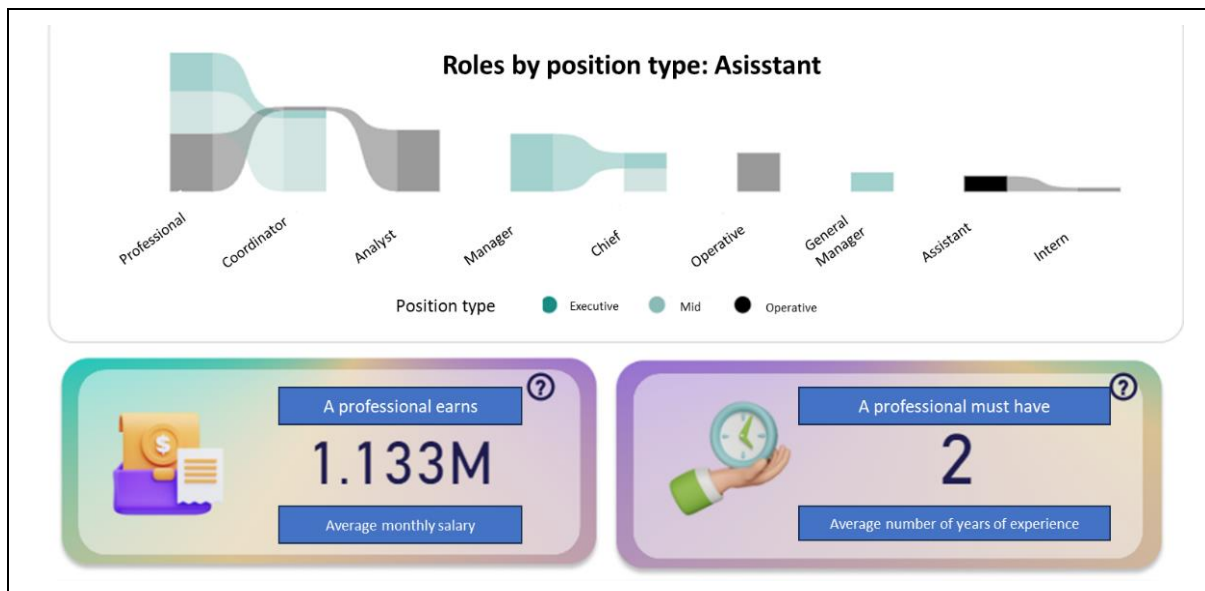 Roles by position type: Asisstant
Professional
Coordinator
Analyst
Manager
Chief
Operative
General
Manager
Assistant
Intern
Position type
Executive
Mid
Operative
A professional earns
?
1.133M
Average monthly salary
A professional must have
?
2
Average number of years of experience
$